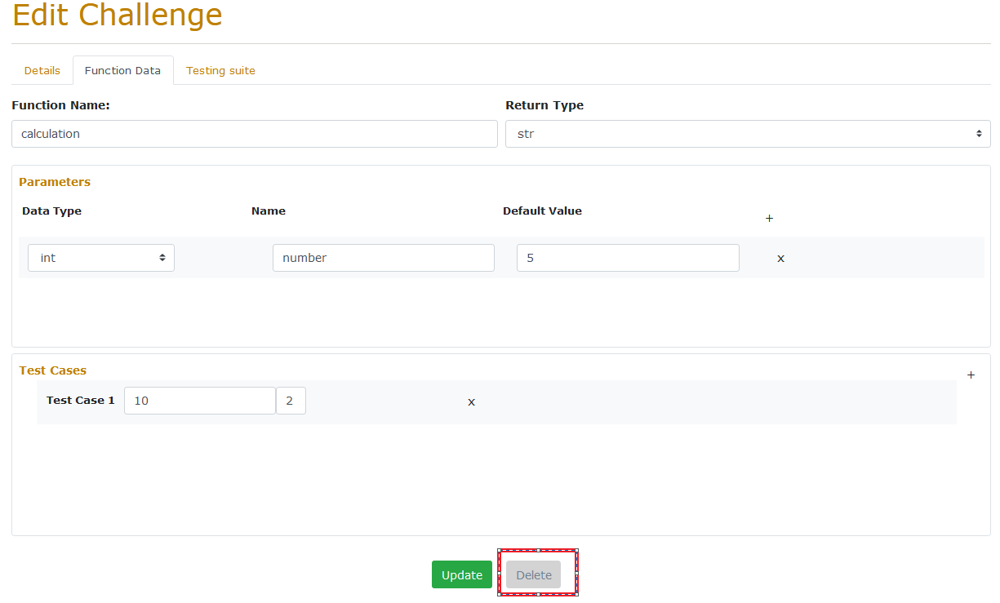 Edit Challenge
Details Function Data Testing suite
Function Name: Return Type
calculation str
Parameters
Data Type Name Default Value +
int number 5 x
Test Cases +
Test Case 1 10 2 x
Update Delete